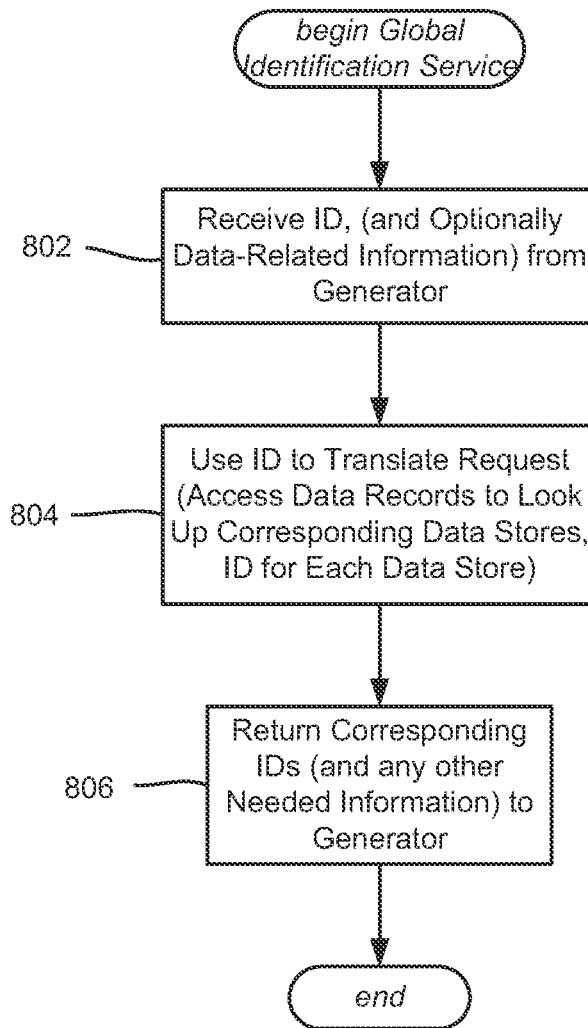 begin Global
Identification Service
802
Receive ID, (and Optionally
Data-Related Information) from
Generator
804
Use ID to Translate Request
(Access Data Records to Look
Up Corresponding Data Stores,
ID for Each Data Store)
806
Return Corresponding
IDs (and any other
Needed Information) to
Generator
end